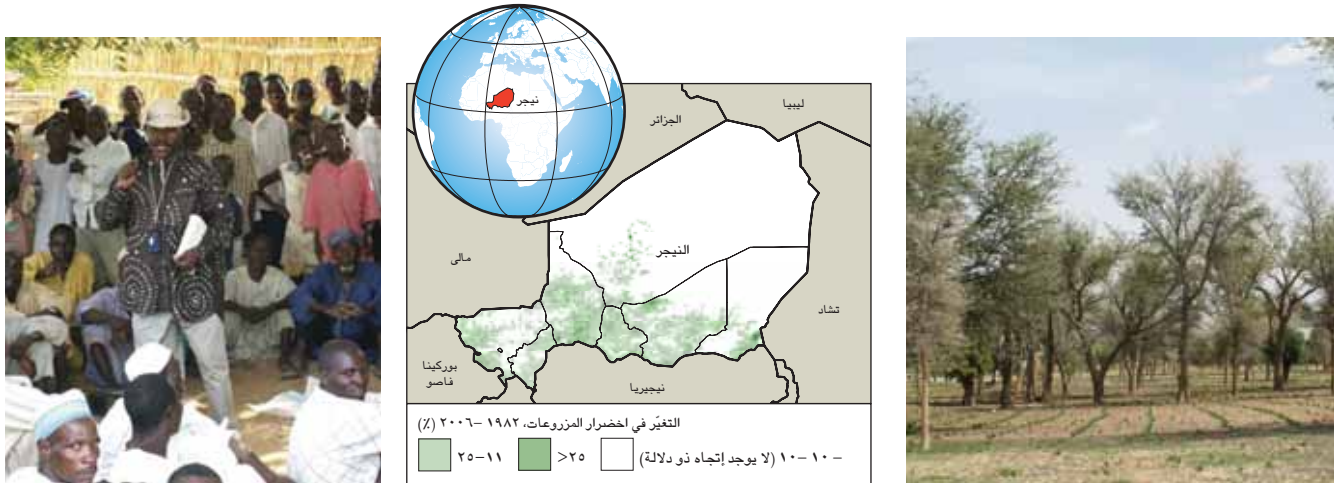 نيجر
ليبيا
الجزائر
النيجر
مالى
تشاد
بوركينا
فاصو
نيجيريا
التغيّر في اخضرار المزروعات، ١٩٨٢ –٢٠٠٦ (٪)
– ١٠ –١٠ (لا يوجد إتجاه ذو دلالة)
٢٥<
١١–٢٥